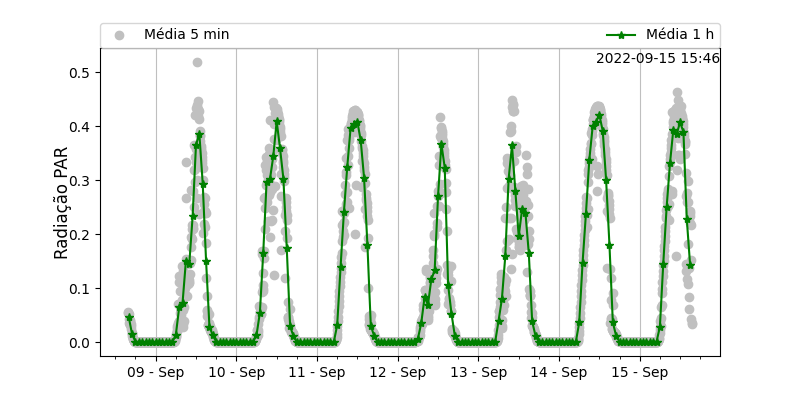 Média 5 min
Média 1 h
2022-09-15 15:46
Radiação PAR
0.5
0.4
0.3
0.2
0.1
0.0
09 - Sep
10 - Sep
11 - Sep
12 - Sep
13 - Sep
14 - Sep
15 - Sep